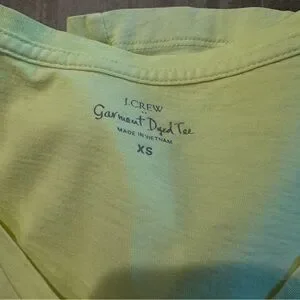 J.CREW
Garment Dyed Tee
MADE IN VIETNAM
XS